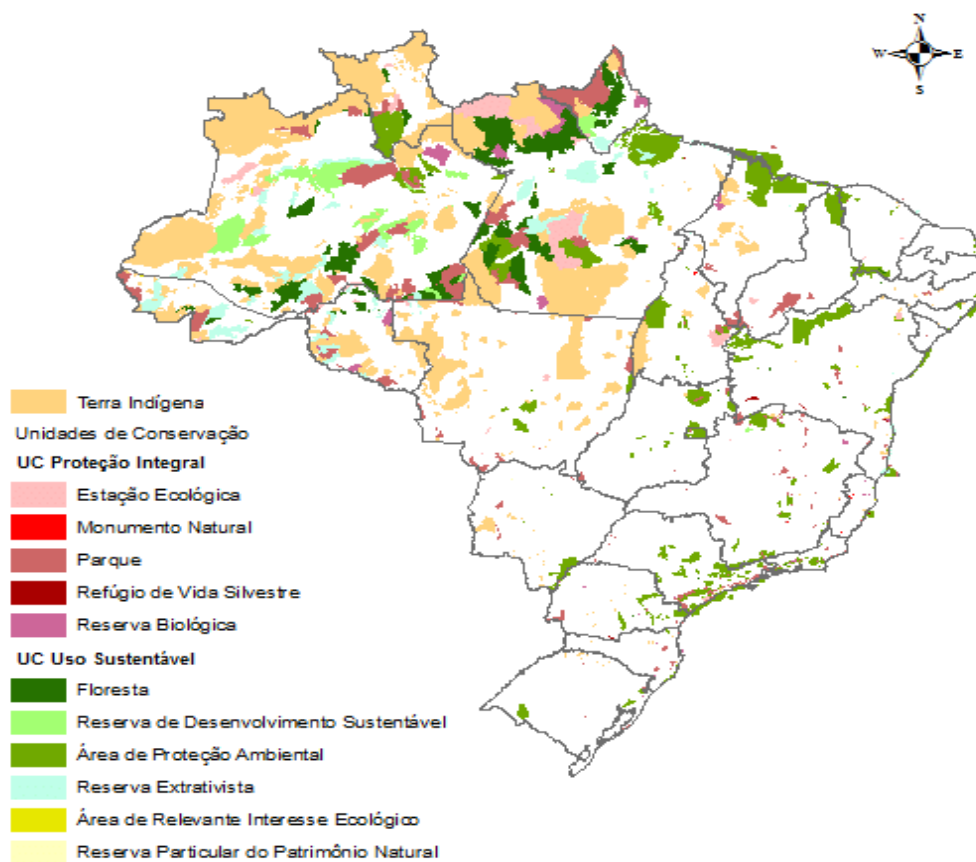 N
W E
S
Terra Indígena
Unidades de Conservação
UC Proteção Integral
Estação Ecológica
Monumento Natural
Parque
Refúgio de Vida Silvestre
Reserva Biológica
UC Uso Sustentável
Floresta
Reserva de Desenvolvimento Sustentável
Área de Proteção Ambiental
Reserva Extrativista
Área de Relevante Interesse Ecológico
Reserva Particular do Patrimônio Natural